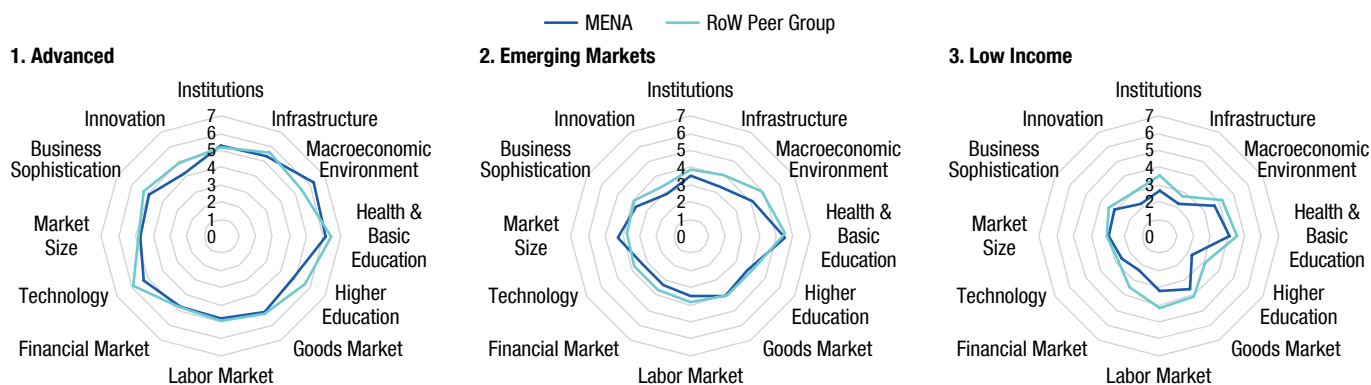 MENA
RoW Peer Group
1. Advanced
Institutions
Infrastructure
Macroeconomic
Environment
Health &
Basic
Education
Higher
Education
Goods Market
Labor Market
Financial Market
Technology
Market
Size
Business
Sophistication
Innovation
7
6
5
4
3
2
1
0
2. Emerging Markets
Institutions
Infrastructure
Macroeconomic
Environment
Health &
Basic
Education
Higher
Education
Goods Market
Labor Market
Financial Market
Technology
Market
Size
Business
Sophistication
Innovation
7
6
5
4
3
2
1
0
3. Low Income
Institutions
Infrastructure
Macroeconomic
Environment
Health &
Basic
Education
Higher
Education
Goods Market
Labor Market
Financial Market
Technology
Market
Size
Business
Sophistication
Innovation
7
6
5
4
3
2
1
0